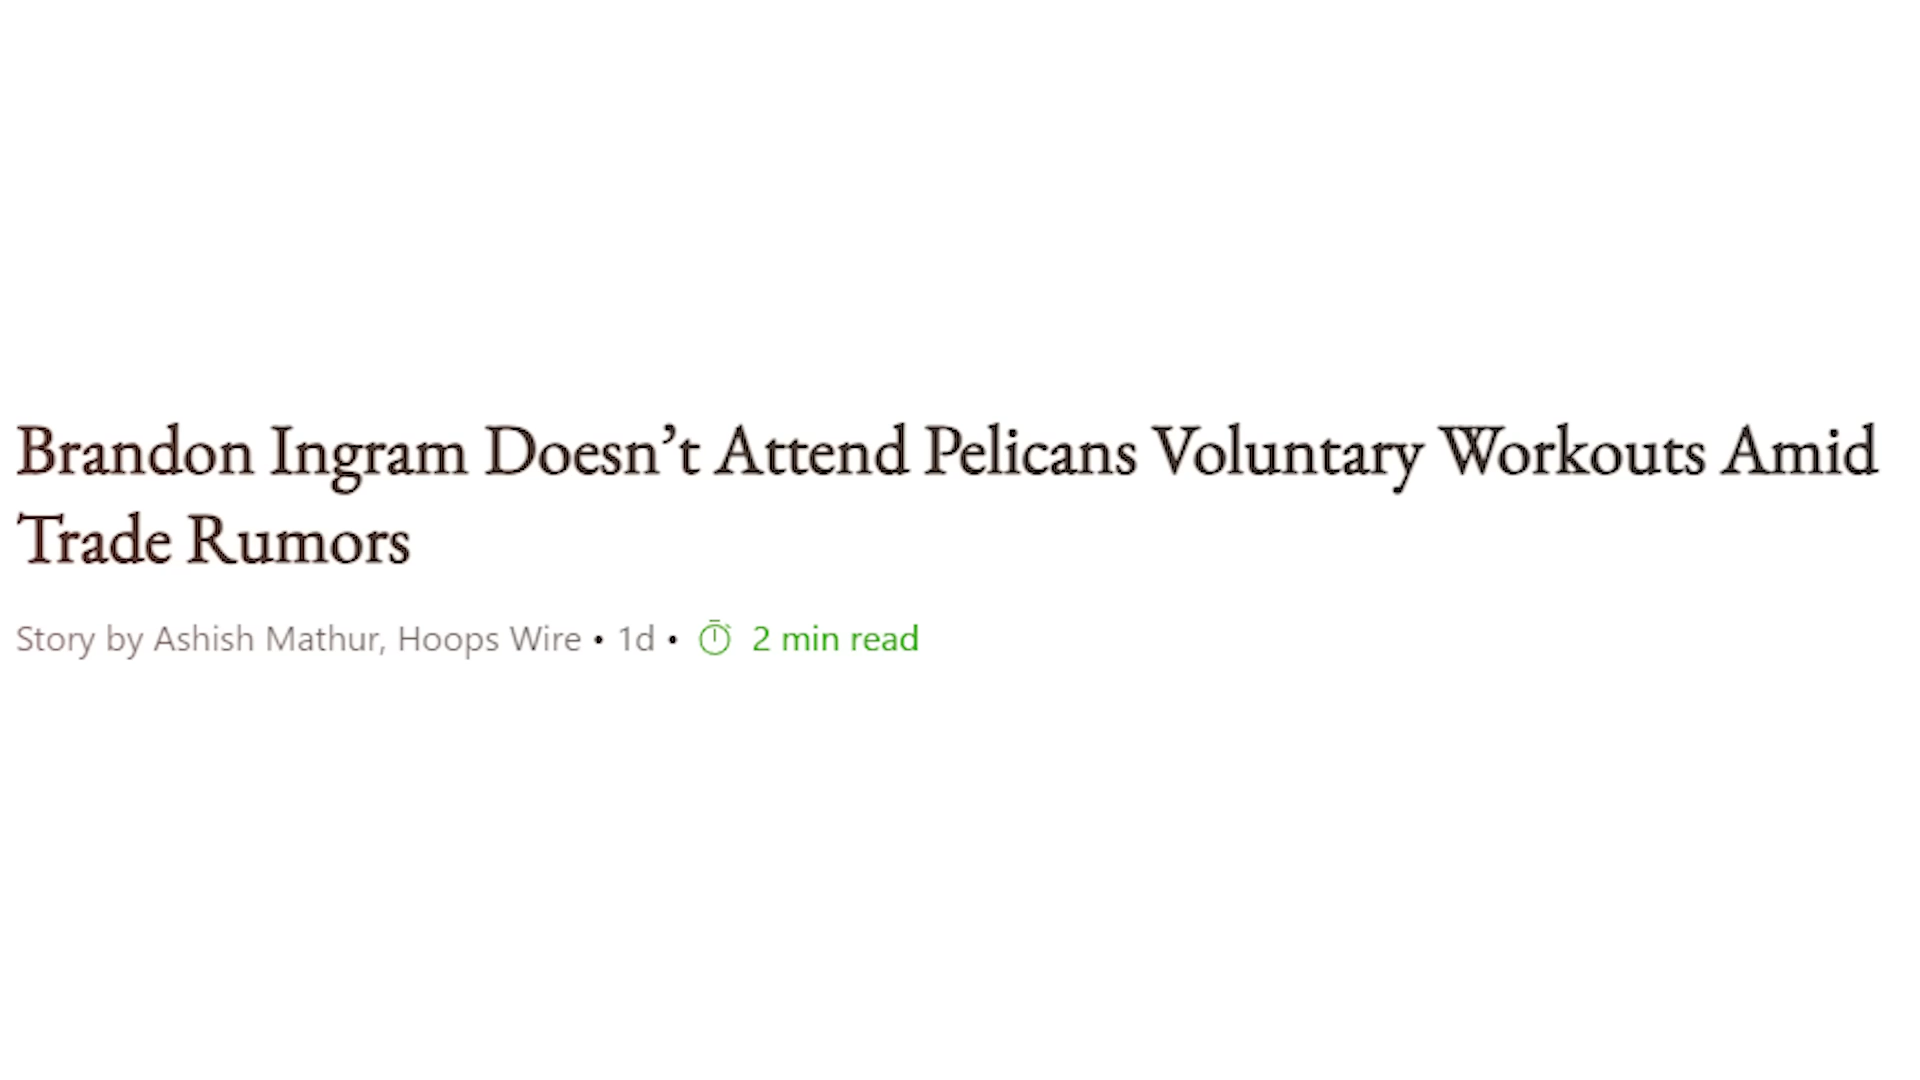 Brandon Ingram Doesn’t Attend Pelicans Voluntary Workouts Amid
Trade Rumors
Story by Ashish Mathur, Hoops Wire • 1d • 2 min read